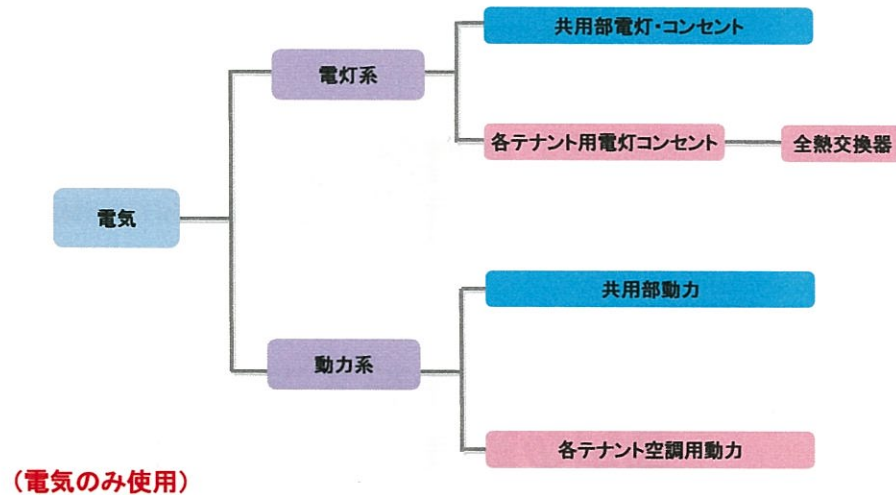 共用部電灯・コンセント
電灯系
各テナント用電灯コンセント
全熱交換器
電気
共用部動力
動力系
各テナント空調用動力
(電気のみ使用)